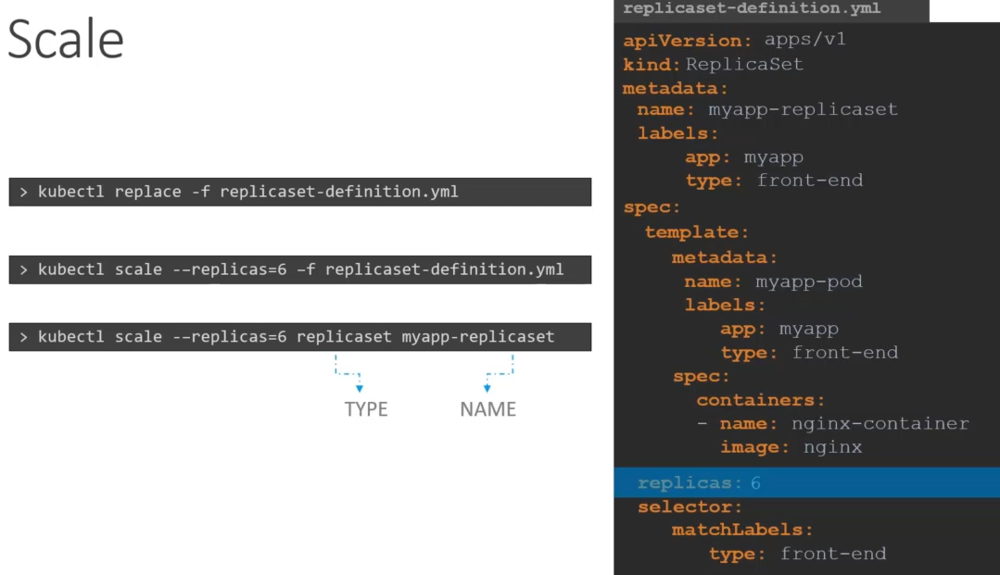 Scale
> kubectl replace -f replicaset-definition.yml
> kubectl scale --replicas=6 –f replicaset-definition.yml
> kubectl scale --replicas=6 replicaset myapp-replicaset
TYPE
NAME
replicaset-definition.yml
apiVersion: apps/v1
kind: ReplicaSet
metadata:
name: myapp-replicaset
labels:
app: myapp
type: front-end
spec:
template:
metadata:
name: myapp-pod
labels:
app: myapp
type: front-end
spec:
containers:
- name: nginx-container
image: nginx
replicas: 6
selector:
matchLabels:
type: front-end